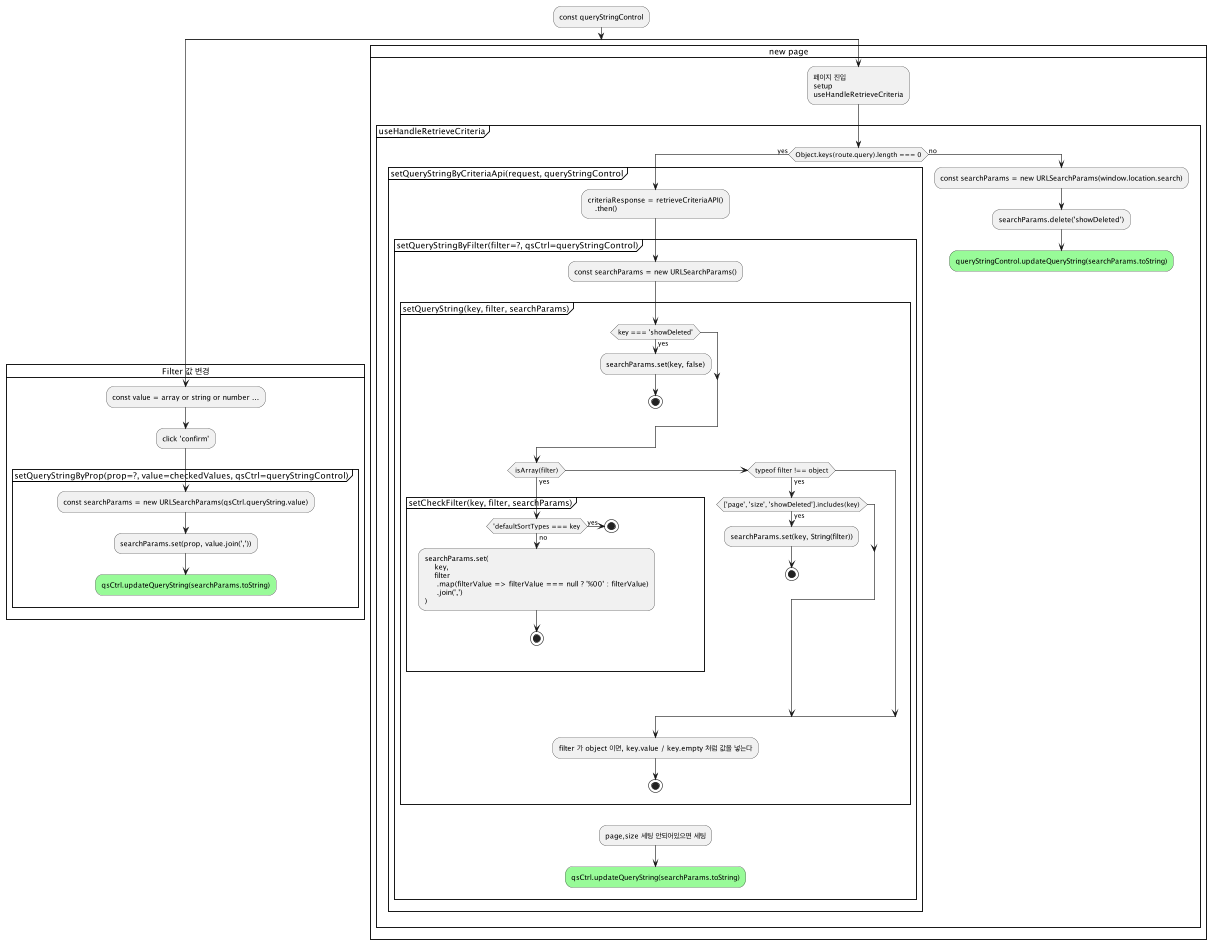 const queryStringControl
new page
페이지 진입
setup
useHandleRetrieveCriteria
useHandleRetrieveCriteria
yes
Object.keys(route.query).length === 0
no
setQueryStringByCriteriaApi(request, queryStringControl
const searchParams = new URLSearchParams(window.location.search)
criteriaResponse = retrieveCriteriaAPI()
.then()
searchParams.delete('showDeleted')
setQueryStringByFilter(filter=?, qsCtrl=queryStringControl)
queryStringControl.updateQueryString(searchParams.toString)
const searchParams = new URLSearchParams()
setQueryString(key, filter, searchParams)
key === 'showDeleted'
yes
searchParams.set(key, false)
Filter 값 변경
const value = array or string or number ...
click 'confirm'
setQueryStringByProp(prop=?, value=checkedValues, qsCtrl=queryStringControl)
const searchParams = new URLSearchParams(qsCtrl.queryString.value)
searchParams.set(prop, value.join(','))
qsCtrl.updateQueryString(searchParams.toString)
isArray(filter)
yes
typeof filter !== object
yes
setCheckFilter(key, filter, searchParams)
['page', 'size', 'showDeleted'].includes(key)
yes
'defaultSortTypes === key
yes
no
searchParams.set(key, String(filter))
searchParams.set(
key,
filter
.map(filterValue => filterValue === null ? '%00' : filterValue)
.join(',')
)
filter 가 object 이면, key.value / key.empty 처럼 값을 넣는다
page,size 세팅 안되어있으면 세팅
qsCtrl.updateQueryString(searchParams.toString)